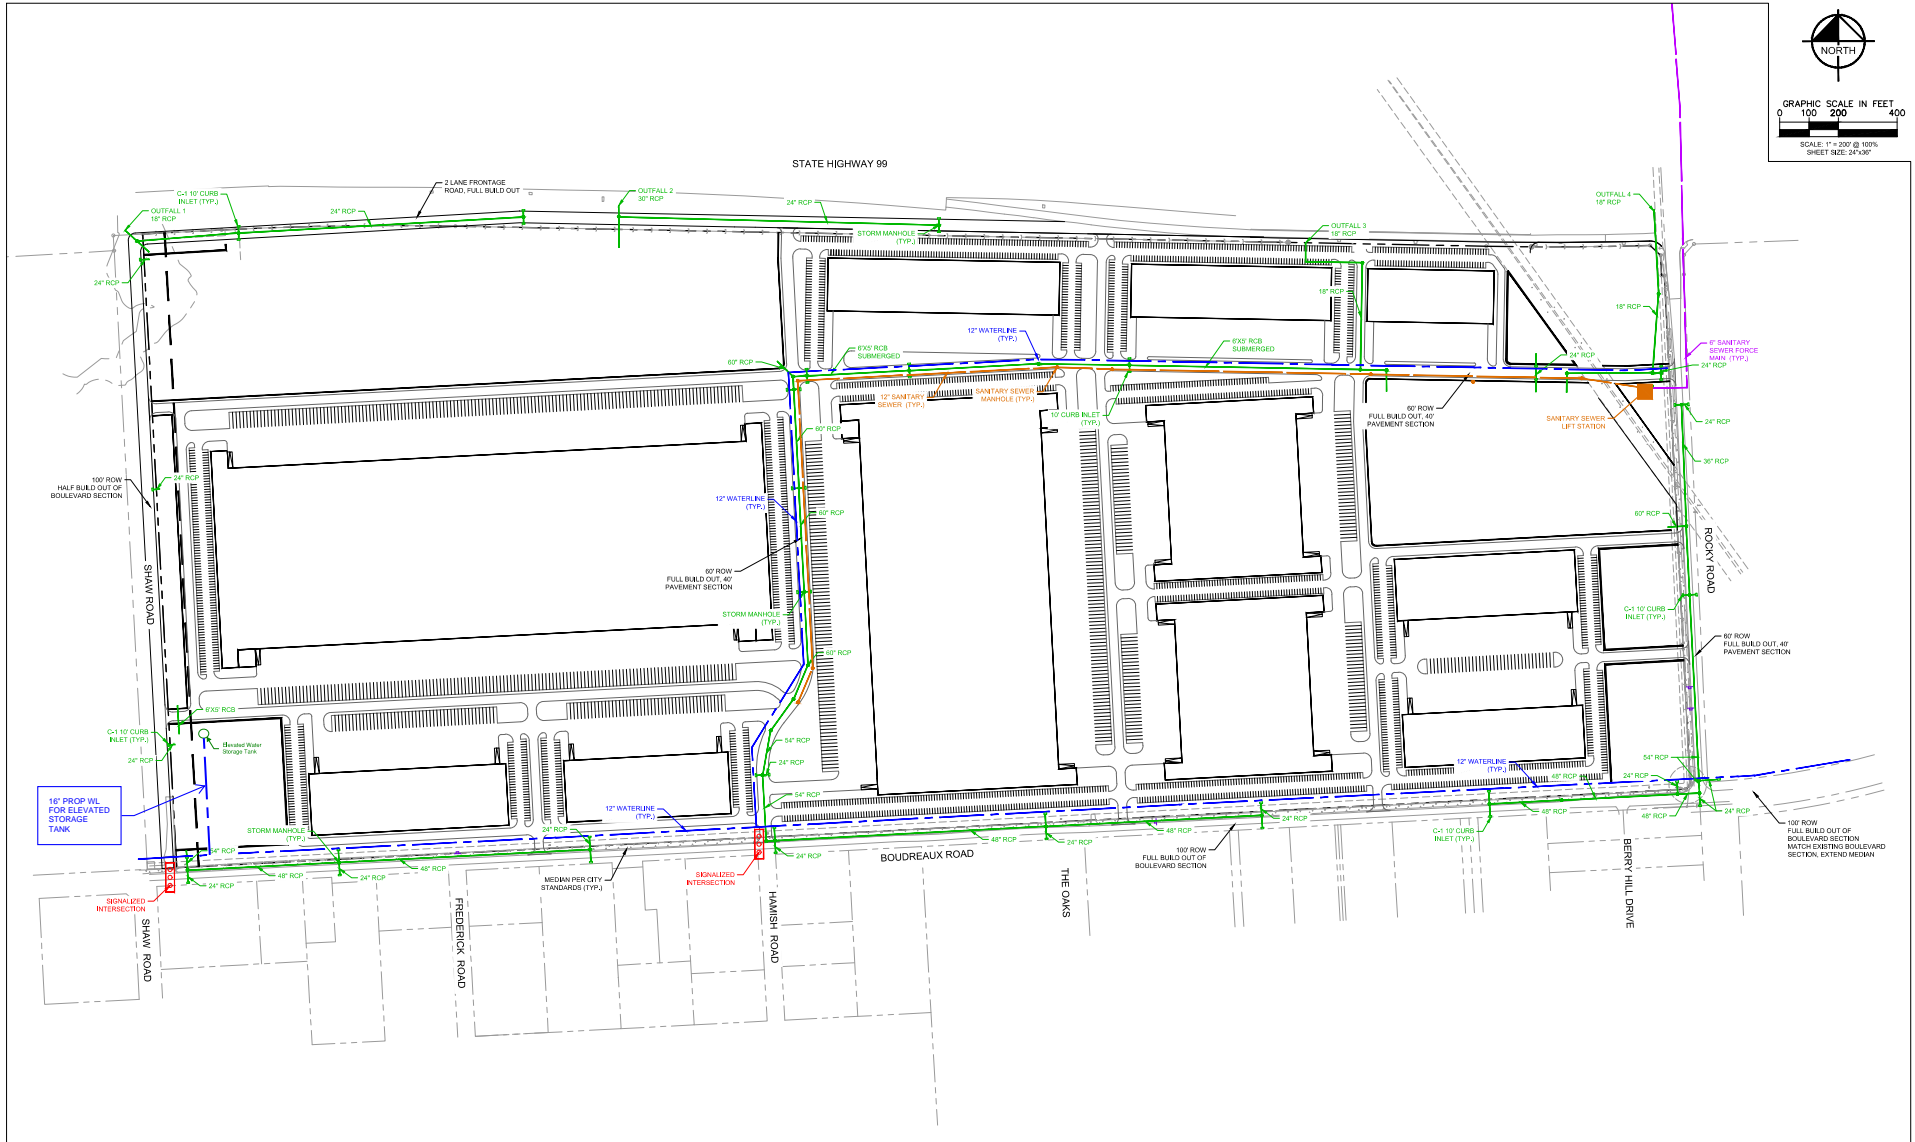 NORTH
GRAPHIC SCALE IN FEET
0 100 200 400
SCALE: 1" = 200' @ 100%
SHEET SIZE: 24"x36"
STATE HIGHWAY 99
2 LANE FRONTAGE
ROAD, FULL BUILD OUT
C-1 10' CURB
INLET (TYP.)
OUTFALL 1
18" RCP
24" RCP
OUTFALL 2
30" RCP
24" RCP
STORM MANHOLE
(TYP.)
OUTFALL 3
18" RCP
OUTFALL 4
18" RCP
24" RCP
18" RCP
18" RCP
12" WATERLINE
(TYP.)
6'X5' RCB
SUBMERGED
6'X5' RCB
SUBMERGED
60" RCP
24" RCP
6" SANITARY
SEWER FORCE
MAIN (TYP.)
24" RCP
12" SANITARY
SEWER (TYP.)
SANITARY SEWER
MANHOLE (TYP.)
10' CURB INLET
(TYP.)
60' ROW
FULL BUILD OUT, 40'
PAVEMENT SECTION
SANITARY SEWER
LIFT STATION
24" RCP
60" RCP
36" RCP
100' ROW
HALF BUILD OUT OF
BOULEVARD SECTION
24" RCP
12" WATERLINE
(TYP.)
60" RCP
60" RCP
ROCKY ROAD
SHAW ROAD
60' ROW
FULL BUILD OUT, 40'
PAVEMENT SECTION
STORM MANHOLE
(TYP.)
C-1 10' CURB
INLET (TYP.)
60" RCP
60' ROW
FULL BUILD OUT, 40'
PAVEMENT SECTION
6'X5' RCB
C-1 10' CURB
INLET (TYP.)
24" RCP
Elevated Water
Storage Tank
54" RCP
24" RCP
54" RCP
12" WATERLINE
(TYP.)
48" RCP
24" RCP
54" RCP
16" PROP WL
FOR ELEVATED
STORAGE
TANK
12" WATERLINE
(TYP.)
STORM MANHOLE
(TYP.)
24" RCP
54" RCP
48" RCP
24" RCP
48" RCP
24" RCP
24" RCP
48" RCP
24" RCP
48" RCP
24" RCP
C-1 10' CURB
INLET (TYP.)
48" RCP
24" RCP
BOUDREAUX ROAD
100' ROW
FULL BUILD OUT OF
BOULEVARD SECTION
100' ROW
FULL BUILD OUT OF
BOULEVARD SECTION
MATCH EXISTING BOULEVARD
SECTION, EXTEND MEDIAN
MEDIAN PER CITY
STANDARDS (TYP.)
SIGNALIZED
INTERSECTION
SIGNALIZED
INTERSECTION
SHAW ROAD
FREDERICK ROAD
HAMISH ROAD
THE OAKS
BERRY HILL DRIVE